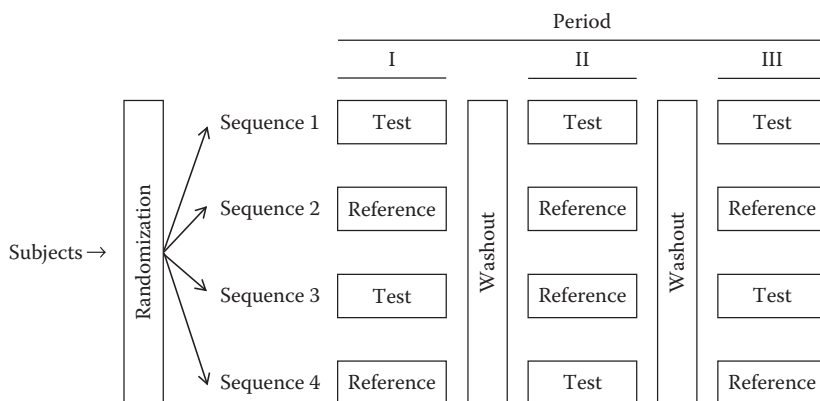 Period
I II III
Sequence 1 Test Test Test
Sequence 2 Reference Reference Reference
Subjects → Randomization Washout Washout
Sequence 3 Test Reference Test
Sequence 4 Reference Test Reference